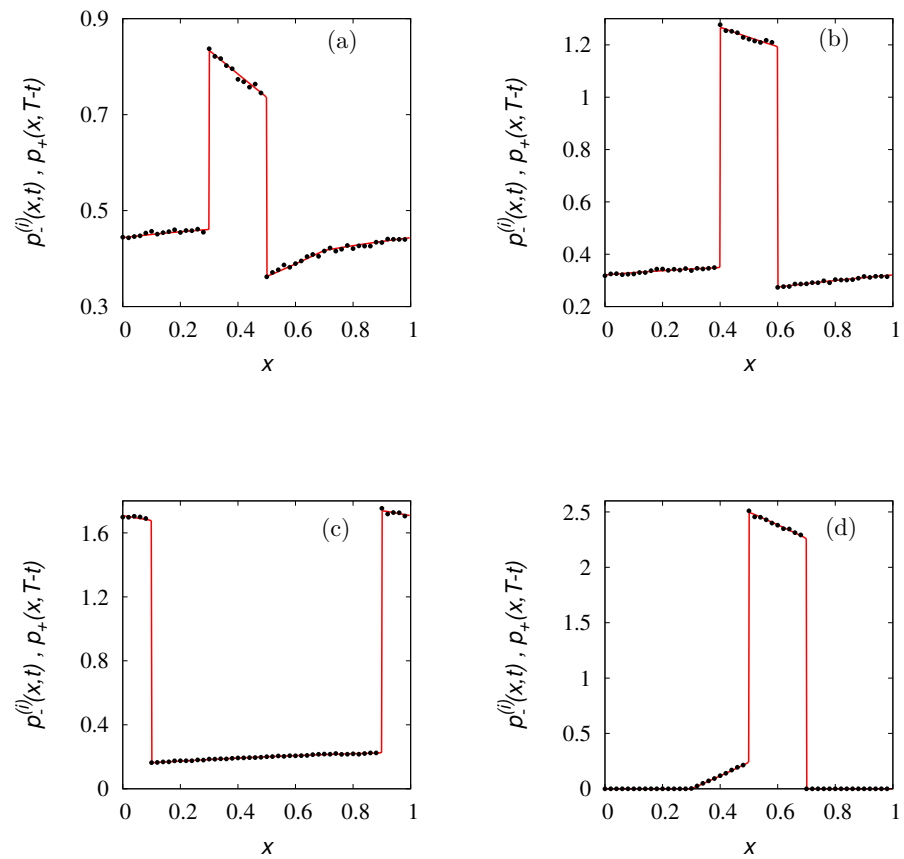 0.9
0.7
0.5
0.3
(a)
0 0.2 0.4 0.6 0.8 1
x
p_-^{(i)}(x,t) , p_+(x,T-t)
1.2
1
0.8
0.6
0.4
0.2
(b)
0 0.2 0.4 0.6 0.8 1
x
p_-^{(i)}(x,t) , p_+(x,T-t)
1.6
1.2
0.8
0.4
0
(c)
0 0.2 0.4 0.6 0.8 1
x
p_-^{(i)}(x,t) , p_+(x,T-t)
2.5
2
1.5
1
0.5
0
(d)
0 0.2 0.4 0.6 0.8 1
x
p_-^{(i)}(x,t) , p_+(x,T-t)